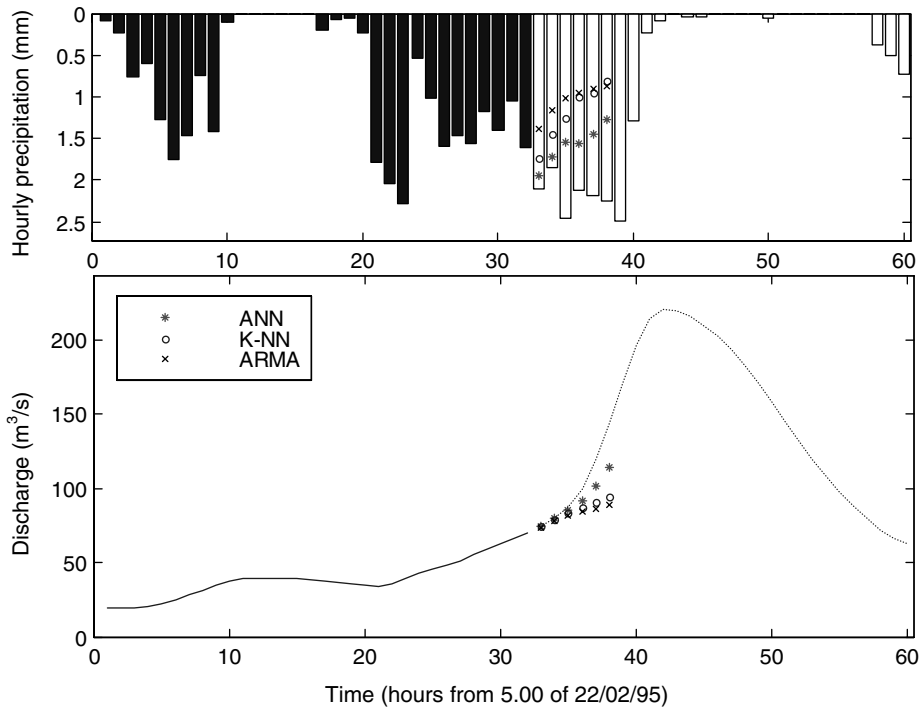 Hourly precipitation (mm)
0
0.5
1
1.5
2
2.5
0 10 20 30 40 50 60
Discharge (m³/s)
200
150
100
50
0
ANN
K-NN
ARMA
0 10 20 30 40 50 60
Time (hours from 5.00 of 22/02/95)